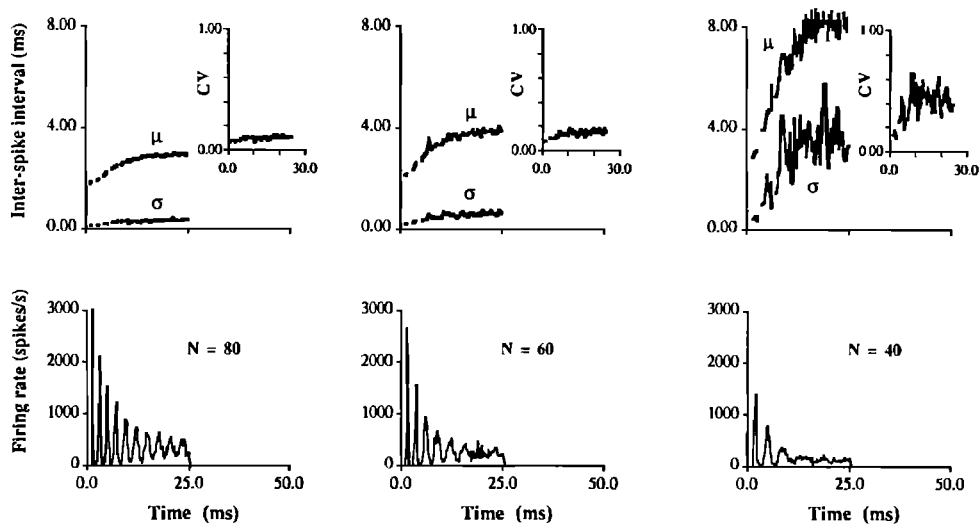 Inter-spike interval (ms)
8.00
4.00
0.00
μ
σ
CV
1.00
0.00
0.0
30.0
8.00
4.00
0.00
μ
σ
CV
1.00
0.00
0.0
30.0
8.00
4.00
0.00
μ
σ
CV
1.00
0.00
0.0
30.0
Firing rate (spikes/s)
3000
2000
1000
0
N = 80
0.0
25.0
50.0
Time (ms)
3000
2000
1000
0
N = 60
0.0
25.0
50.0
Time (ms)
3000
2000
1000
0
N = 40
0.0
25.0
50.0
Time (ms)